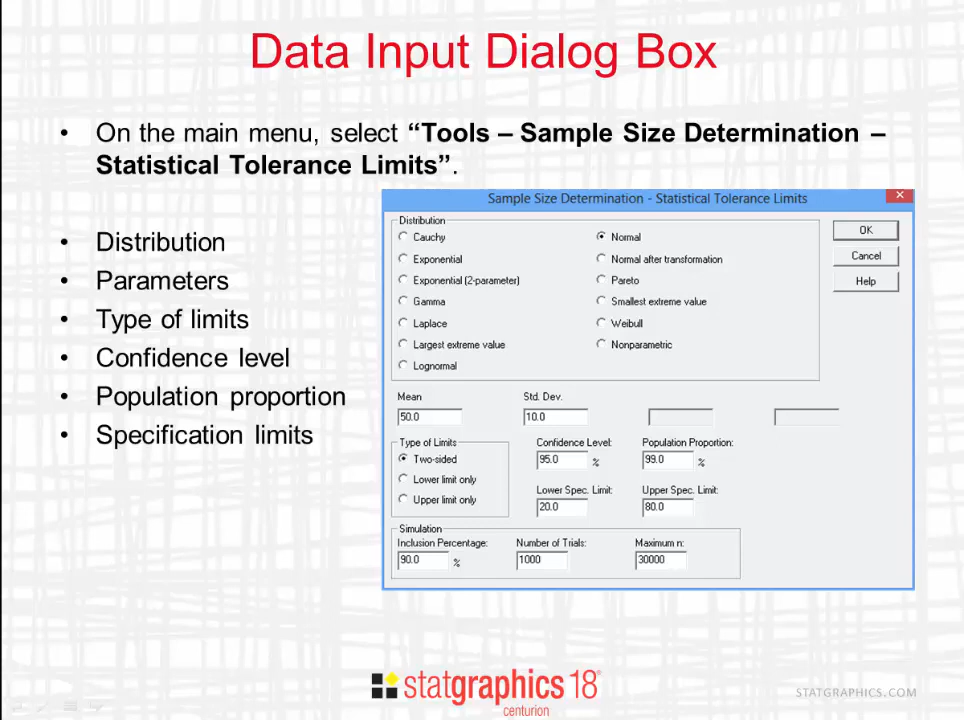 Data Input Dialog Box
• On the main menu, select “Tools – Sample Size Determination –
Statistical Tolerance Limits”.
• Distribution
• Parameters
• Type of limits
• Confidence level
• Population proportion
• Specification limits
Sample Size Determination - Statistical Tolerance Limits
Distribution
Cauchy
Exponential
Exponential (2-parameter)
Gamma
Laplace
Largest extreme value
Lognormal
Normal
Normal after transformation
Pareto
Smallest extreme value
Weibull
Nonparametric
OK
Cancel
Help
Mean
50.0
Std. Dev.
10.0
Type of Limits
Two-sided
Lower limit only
Upper limit only
Confidence Level:
95.0 %
Population Proportion:
99.0 %
Lower Spec. Limit:
20.0
Upper Spec. Limit:
80.0
Simulation
Inclusion Percentage:
90.0 %
Number of Trials:
1000
Maximum n:
30000
statgraphics 18®
centurion
STATGRAPHICS.COM